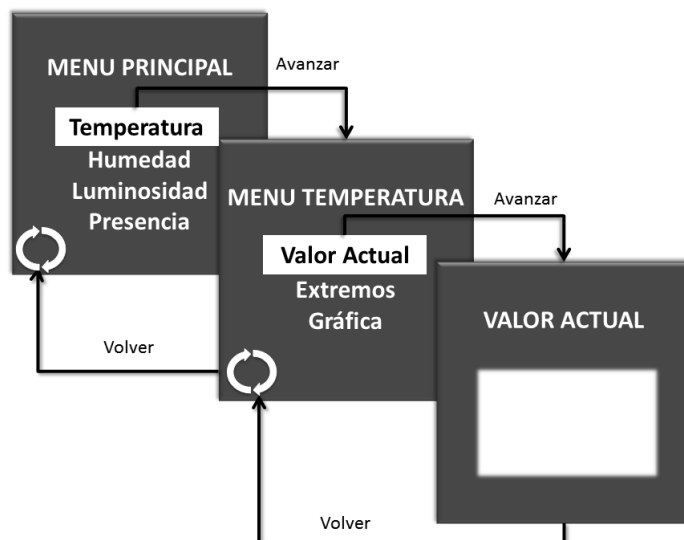 MENU PRINCIPAL
Avanzar
Temperatura
Humedad
Luminosidad
Presencia
MENU TEMPERATURA
Avanzar
Valor Actual
Extremos
Gráfica
VALOR ACTUAL
Volver
Volver